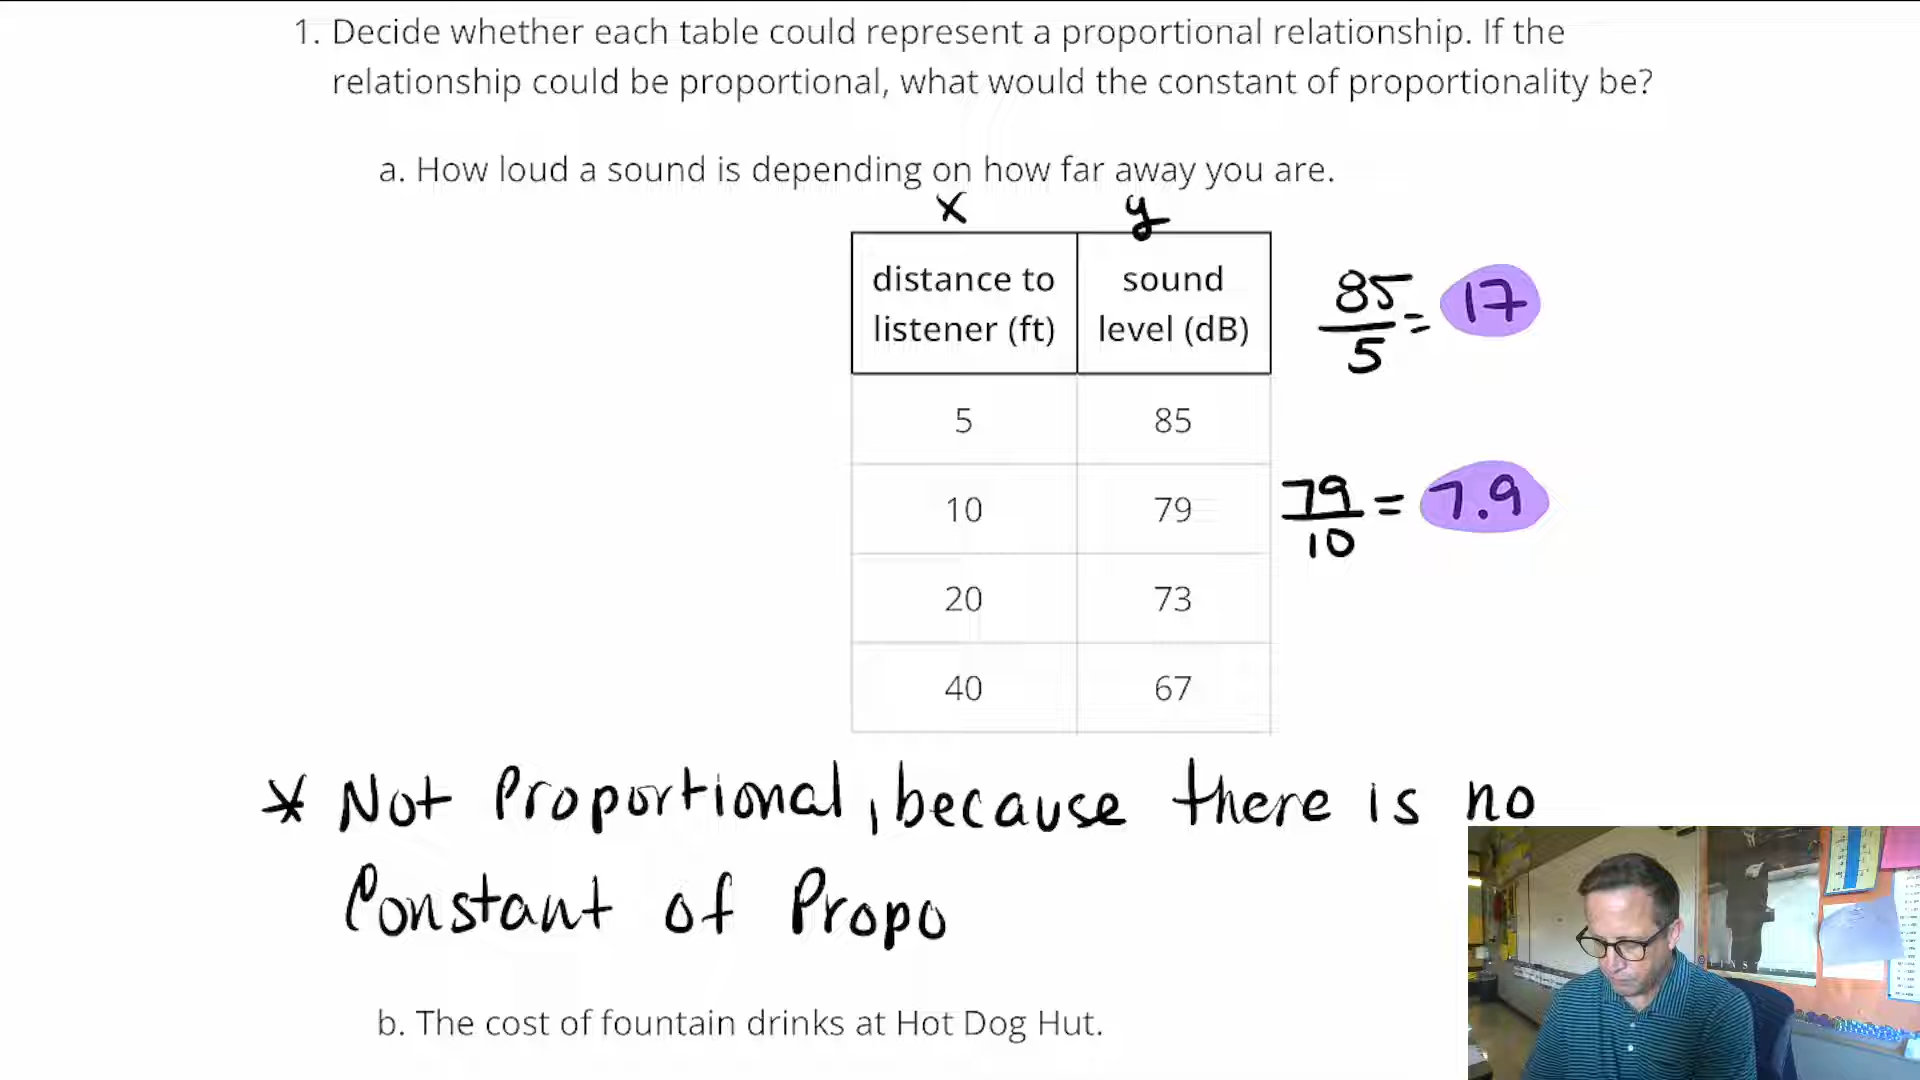 1. Decide whether each table could represent a proportional relationship. If the
relationship could be proportional, what would the constant of proportionality be?
a. How loud a sound is depending on how far away you are.
x y
distance to
listener (ft)
sound
level (dB)
85
5
= 17
5 85
10 79
79
10
= 7.9
20 73
40 67
* Not Proportional, because there is no
Constant of Propo
b. The cost of fountain drinks at Hot Dog Hut.